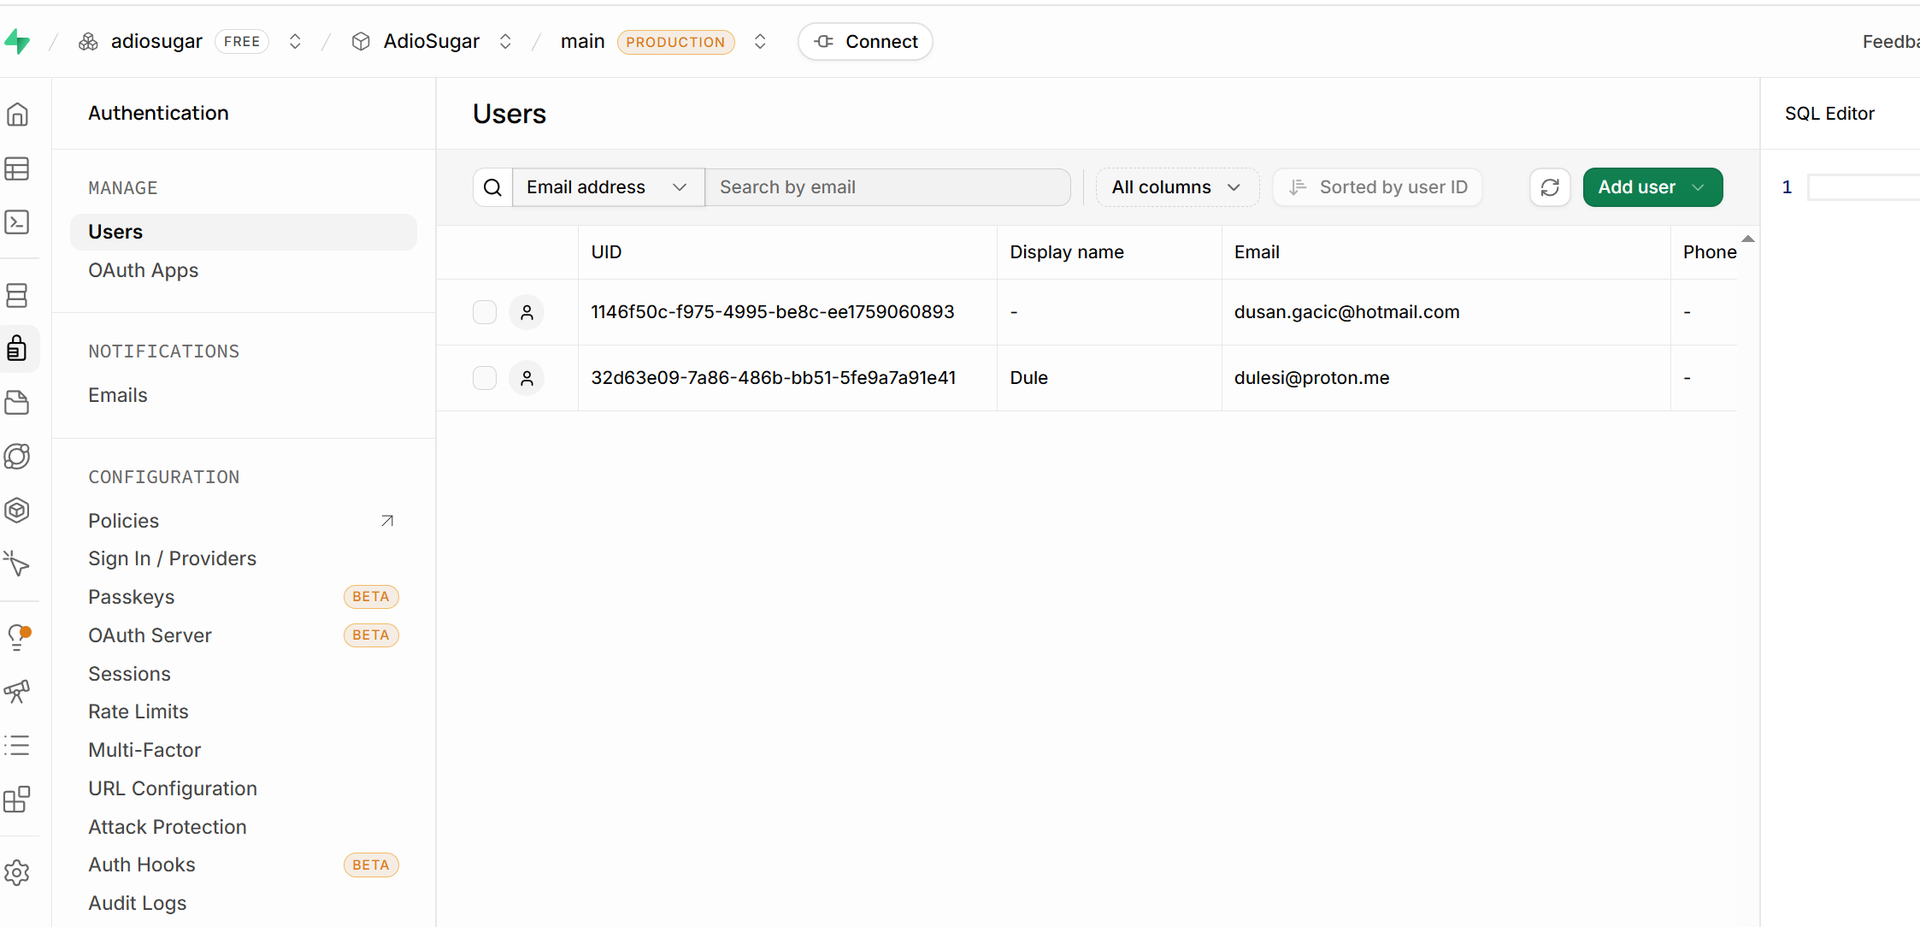 adiosugar FREE AdioSugar main PRODUCTION Connect
Authentication
MANAGE
Users
OAuth Apps
NOTIFICATIONS
Emails
CONFIGURATION
Policies
Sign In / Providers
Passkeys BETA
OAuth Server BETA
Sessions
Rate Limits
Multi-Factor
URL Configuration
Attack Protection
Auth Hooks BETA
Audit Logs
Users
Email address Search by email All columns Sorted by user ID Add user
UID Display name Email Phone
1146f50c-f975-4995-be8c-ee1759060893 - dusan.gacic@hotmail.com -
32d63e09-7a86-486b-bb51-5fe9a7a91e41 Dule dulesi@proton.me -
SQL Editor
1